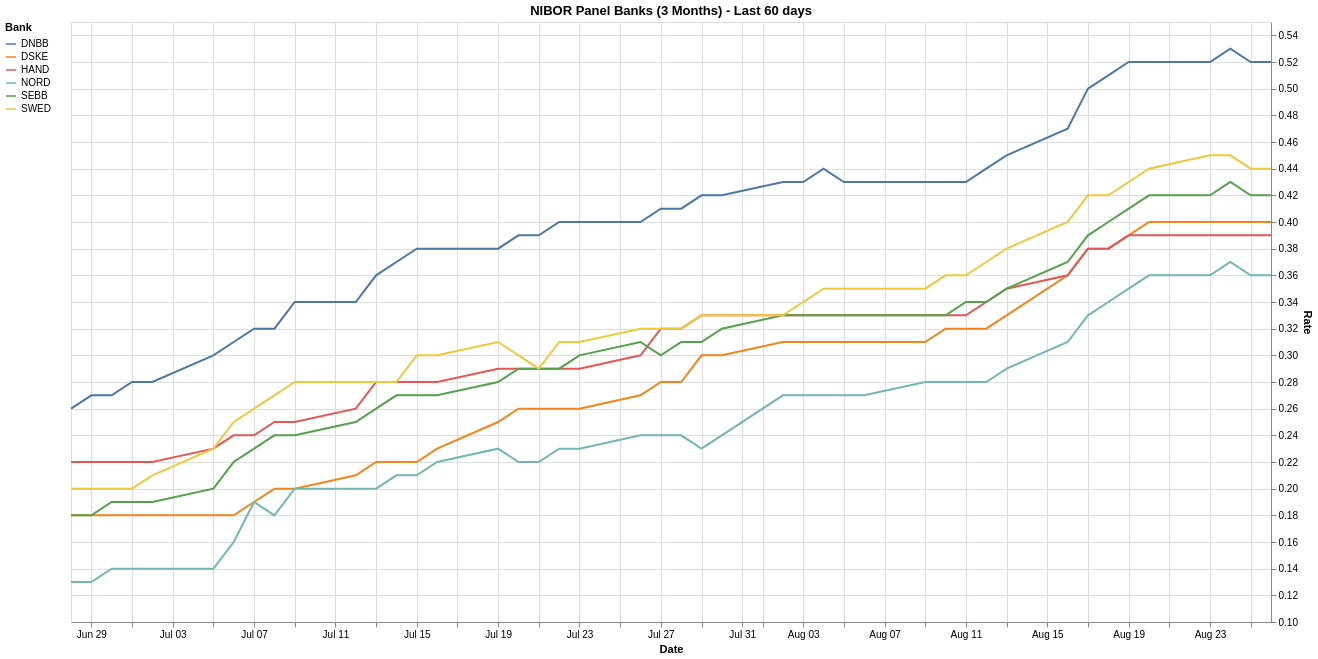 NIBOR Panel Banks (3 Months) - Last 60 days
Bank
DNBB
DSKE
HAND
NORD
SEBB
SWED
0.54
0.52
0.50
0.48
0.46
0.44
0.42
0.40
0.38
0.36
0.34
0.32
0.30
0.28
0.26
0.24
0.22
0.20
0.18
0.16
0.14
0.12
0.10
Rate
Jun 29 Jul 03 Jul 07 Jul 11 Jul 15 Jul 19 Jul 23 Jul 27 Jul 31 Aug 03 Aug 07 Aug 11 Aug 15 Aug 19 Aug 23
Date